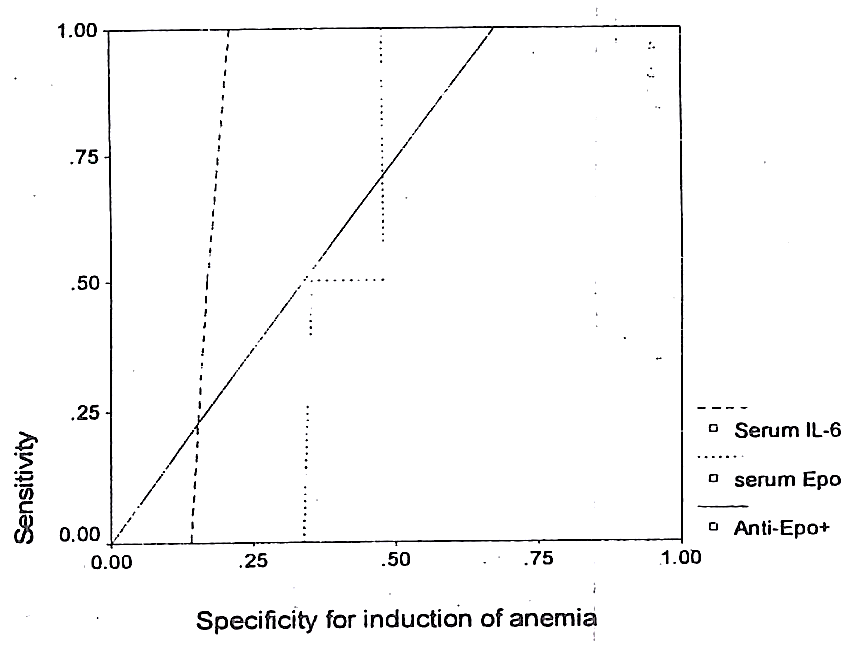 1.00
.75
.50
.25
0.00
Sensitivity
0.00 .25 .50 .75 1.00
Specificity for induction of anemia
Serum IL-6
serum Epo
Anti-Epo+